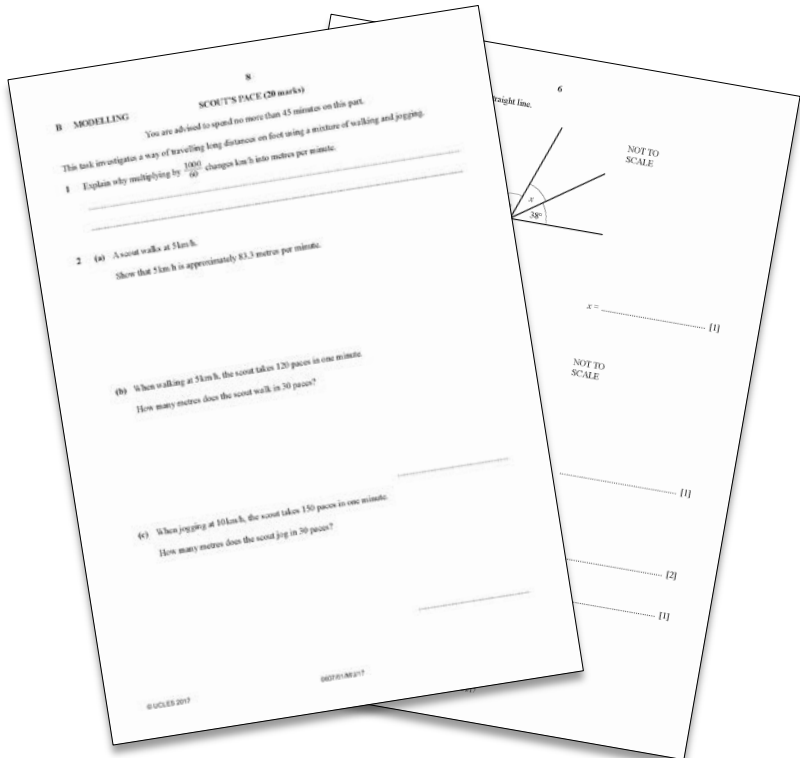 8
B MODELLING
SCOUT'S PACE (20 marks)
You are advised to spend no more than 45 minutes on this part.
This task investigates a way of travelling long distances on foot using a mixture of walking and jogging.
1 Explain why multiplying by 1000/60 changes km/h into metres per minute.
2 (a) A scout walks at 5 km/h.
Show that 5 km/h is approximately 83.3 metres per minute.
(b) When walking at 5 km/h, the scout takes 120 paces in one minute.
How many metres does the scout walk in 30 paces?
(c) When jogging at 10 km/h, the scout takes 150 paces in one minute.
How many metres does the scout jog in 30 paces?
© UCLES 2017
6
straight line.
NOT TO
SCALE
x
38°
x = [1]
NOT TO
SCALE
[1]
[2]
[1]